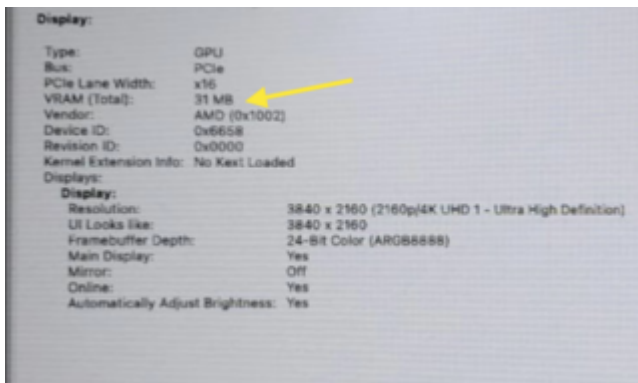 Display:
Type: GPU
Bus: PCIe
PCIe Lane Width: x16
VRAM (Total): 31 MB
Vendor: AMD (0x1002)
Device ID: 0x6658
Revision ID: 0x0000
Kernel Extension Info: No Kext Loaded
Displays:
Display:
Resolution: 3840 x 2160 (2160p/4K UHD 1 - Ultra High Definition)
UI Looks like: 3840 x 2160
Framebuffer Depth: 24-Bit Color (ARGB8888)
Main Display: Yes
Mirror: Off
Online: Yes
Automatically Adjust Brightness: Yes